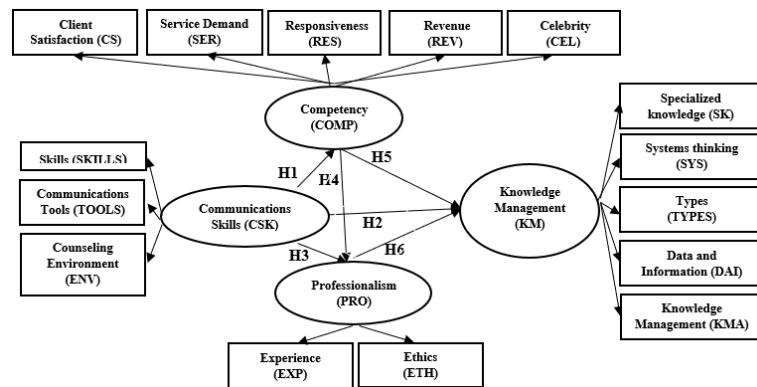 Client
Satisfaction (CS)
Service Demand
(SER)
Responsiveness
(RES)
Revenue
(REV)
Celebrity
(CEL)
Competency
(COMP)
Specialized
knowledge (SK)
Systems thinking
(SYS)
Types
(TYPES)
Data and
Information (DAI)
Knowledge
Management (KMA)
Skills (SKILLS)
Communications
Tools (TOOLS)
Counseling
Environment
(ENV)
Communications
Skills (CSK)
Knowledge
Management
(KM)
H1
H4
H5
H2
H3
H6
Professionalism
(PRO)
Experience
(EXP)
Ethics
(ETH)